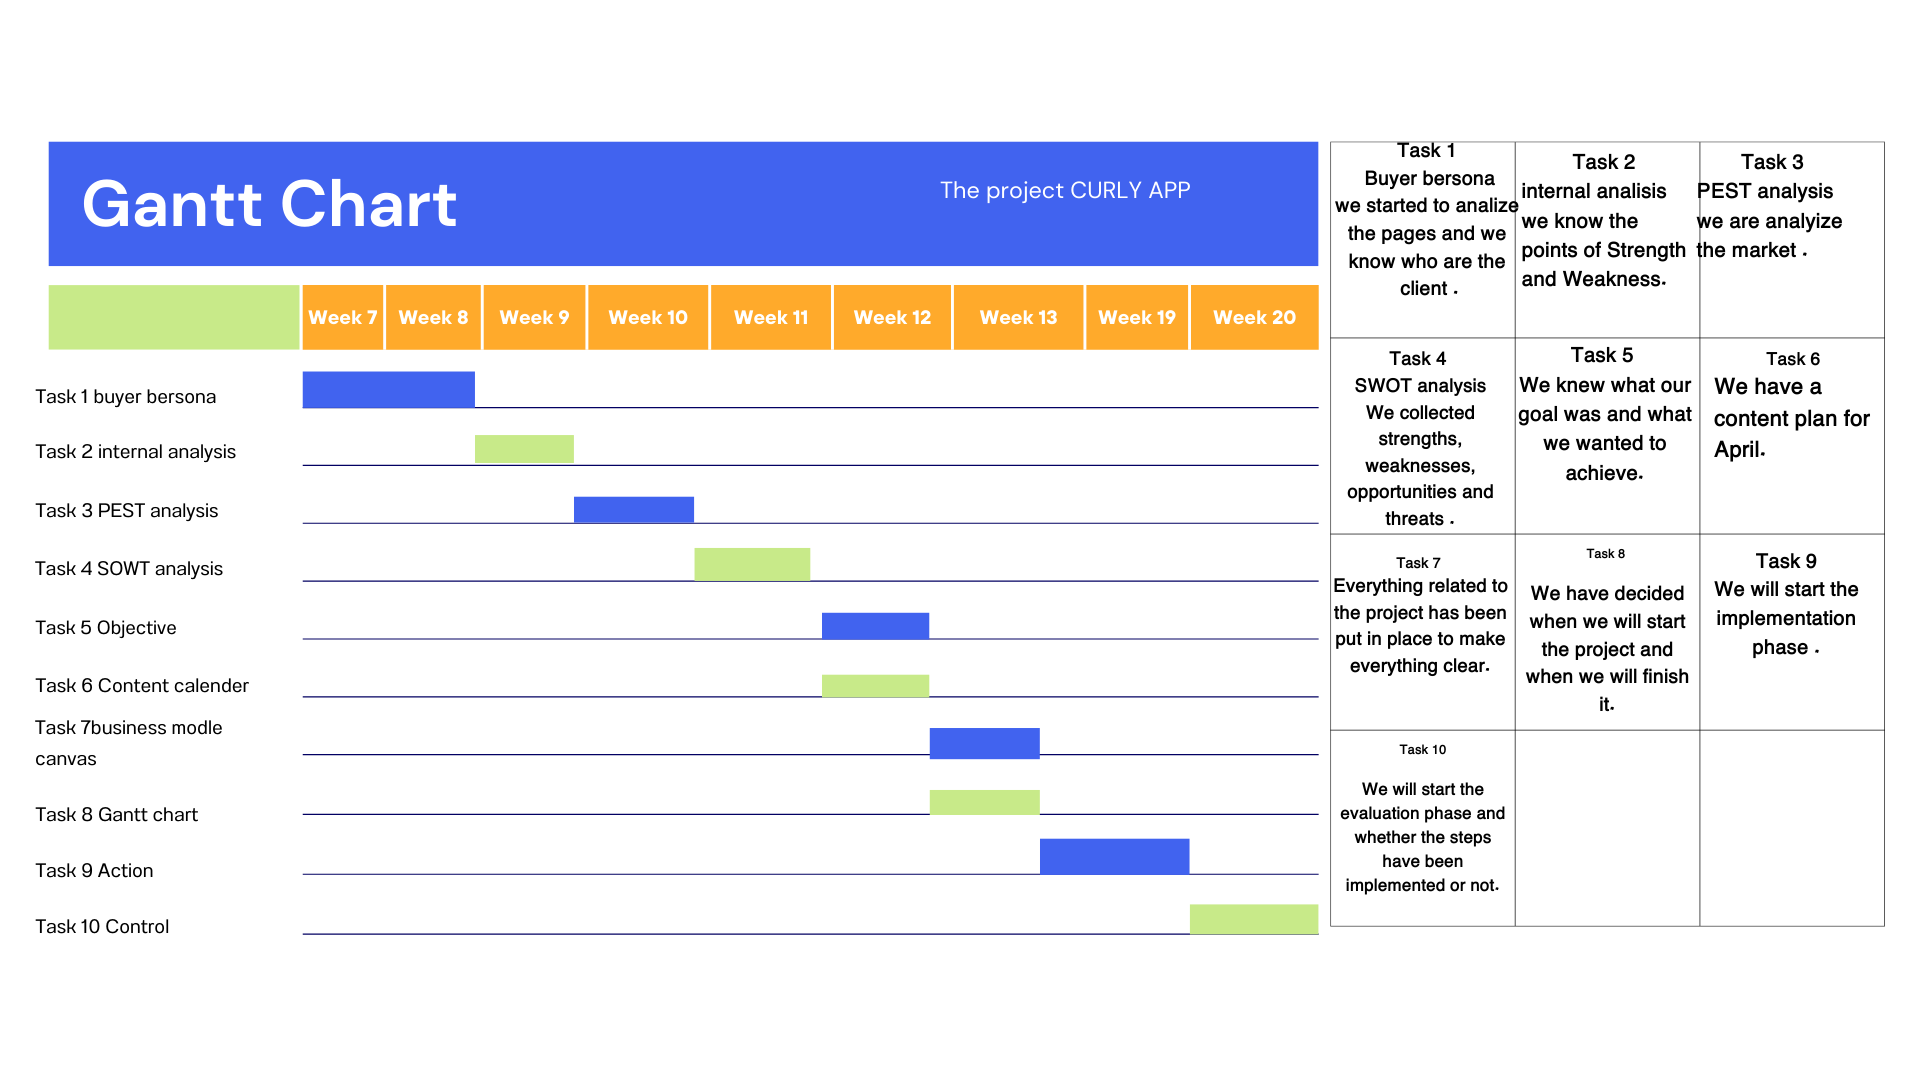 Gantt Chart
The project CURLY APP
Week 7
Week 8
Week 9
Week 10
Week 11
Week 12
Week 13
Week 19
Week 20
Task 1 buyer bersona
Task 2 internal analysis
Task 3 PEST analysis
Task 4 SOWT analysis
Task 5 Objective
Task 6 Content calender
Task 7business modle
canvas
Task 8 Gantt chart
Task 9 Action
Task 10 Control
Task 1
Buyer bersona
we started to analize
the pages and we
know who are the
client .
Task 2
internal analisis
we know the
points of Strength
and Weakness.
Task 3
PEST analysis
we are analyize
the market .
Task 4
SWOT analysis
We collected
strengths,
weaknesses,
opportunities and
threats .
Task 5
We knew what our
goal was and what
we wanted to
achieve.
Task 6
We have a
content plan for
April.
Task 7
Everything related to
the project has been
put in place to make
everything clear.
Task 8
We have decided
when we will start
the project and
when we will finish
it.
Task 9
We will start the
implementation
phase .
Task 10
We will start the
evaluation phase and
whether the steps
have been
implemented or not.